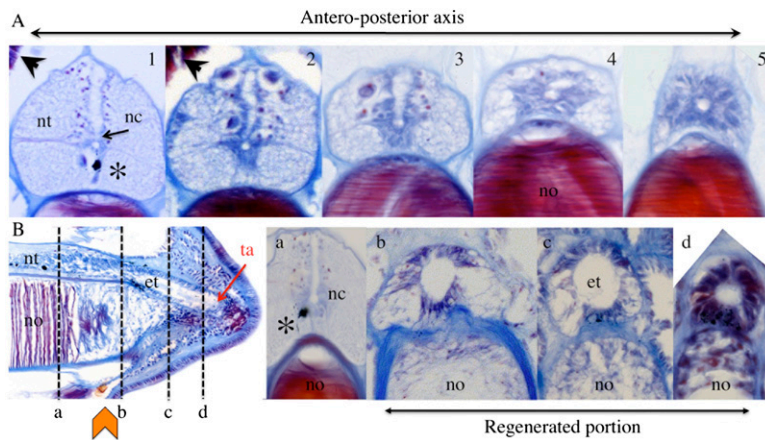 Antero-posterior axis
A
1
2
3
4
5
nt
nc
*
no
B
nt
et
ta
no
a
b
c
d
a
nc
*
no
b
no
c
et
no
d
no
a
b
c
d
Regenerated portion